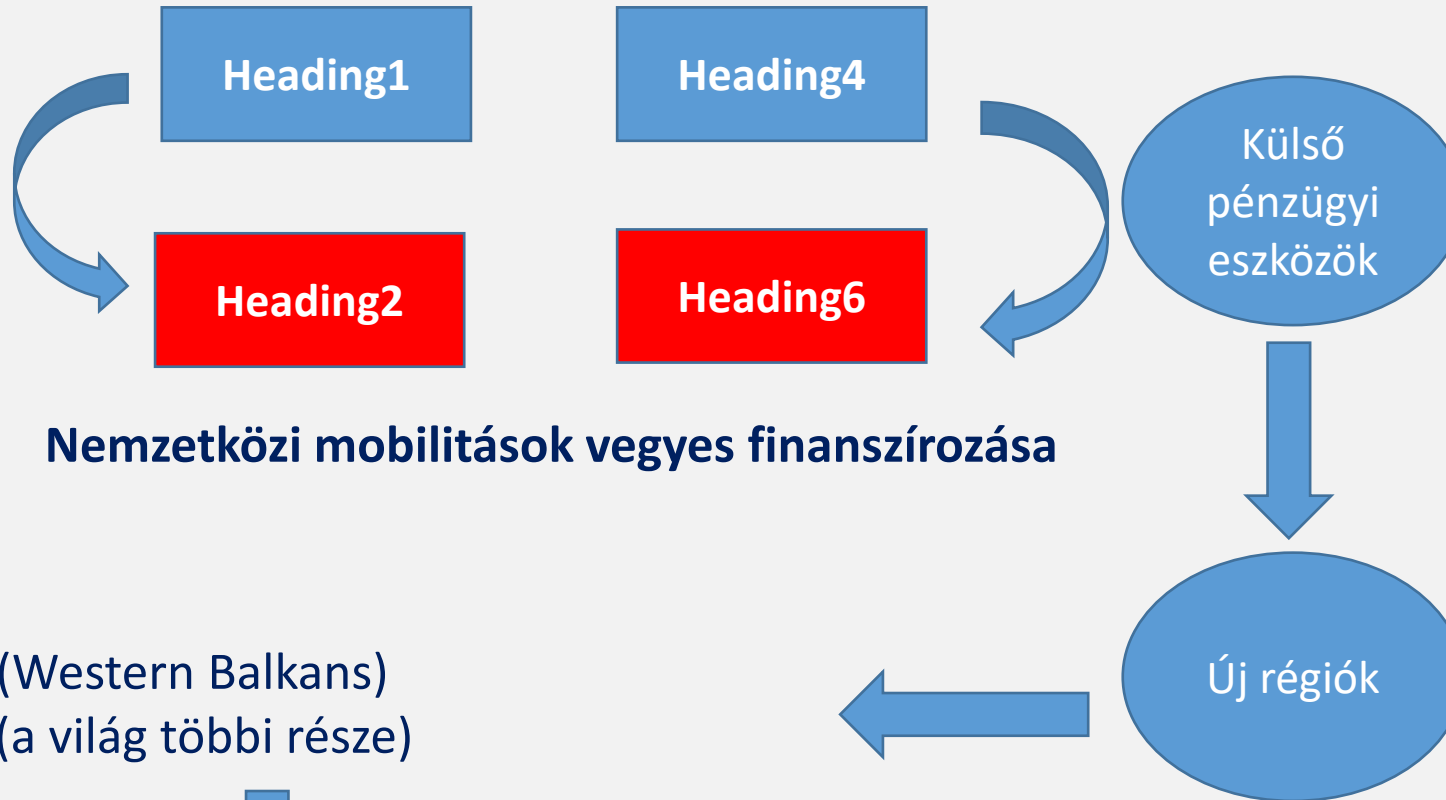 Heading1
Heading4
Külső
pénzügyi
eszközök
Heading2
Heading6
Nemzetközi mobilitások vegyes finanszírozása
(Western Balkans)
(a világ többi része)
Új régiók